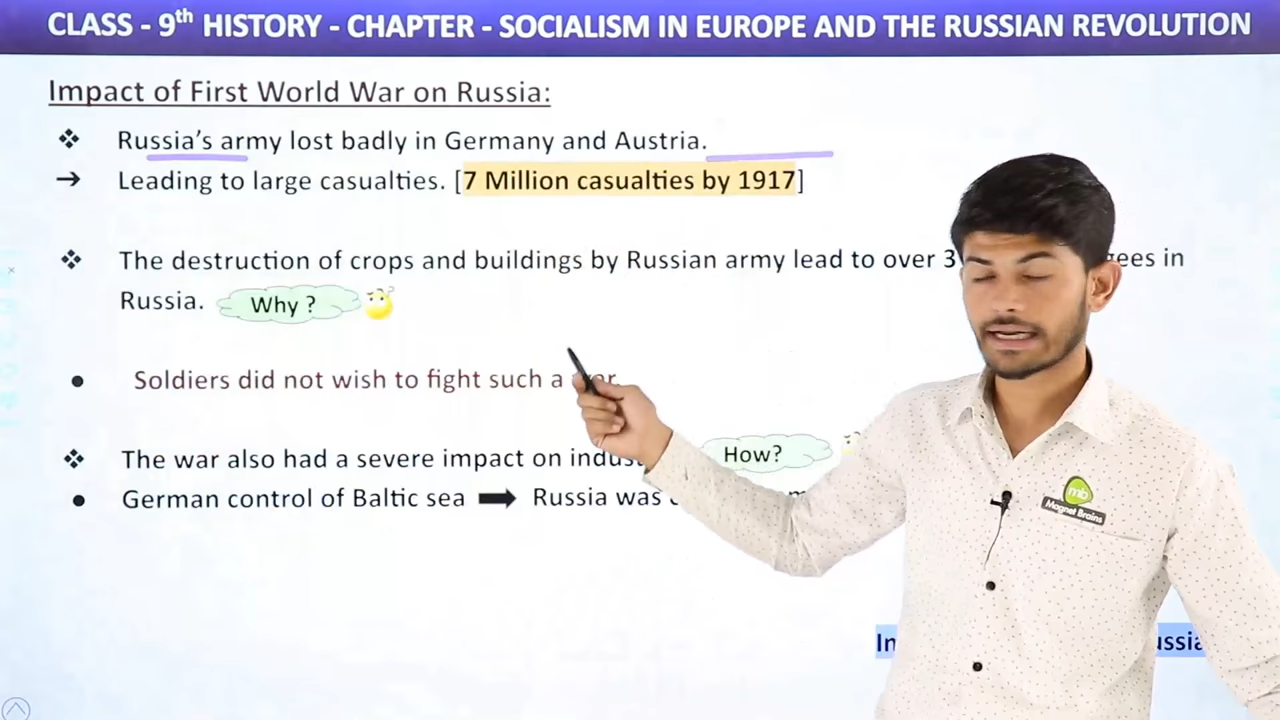 CLASS - 9th HISTORY - CHAPTER - SOCIALISM IN EUROPE AND THE RUSSIAN REVOLUTION
Impact of First World War on Russia:
❖ Russia's army lost badly in Germany and Austria.
→ Leading to large casualties. [7 Million casualties by 1917]
❖ The destruction of crops and buildings by Russian army lead to over 3 in
Russia. Why ?
● Soldiers did not wish to fight such a
❖ The war also had a severe impact on How?
● German control of Baltic sea ➡ Russia was
mb
Magnet Brains